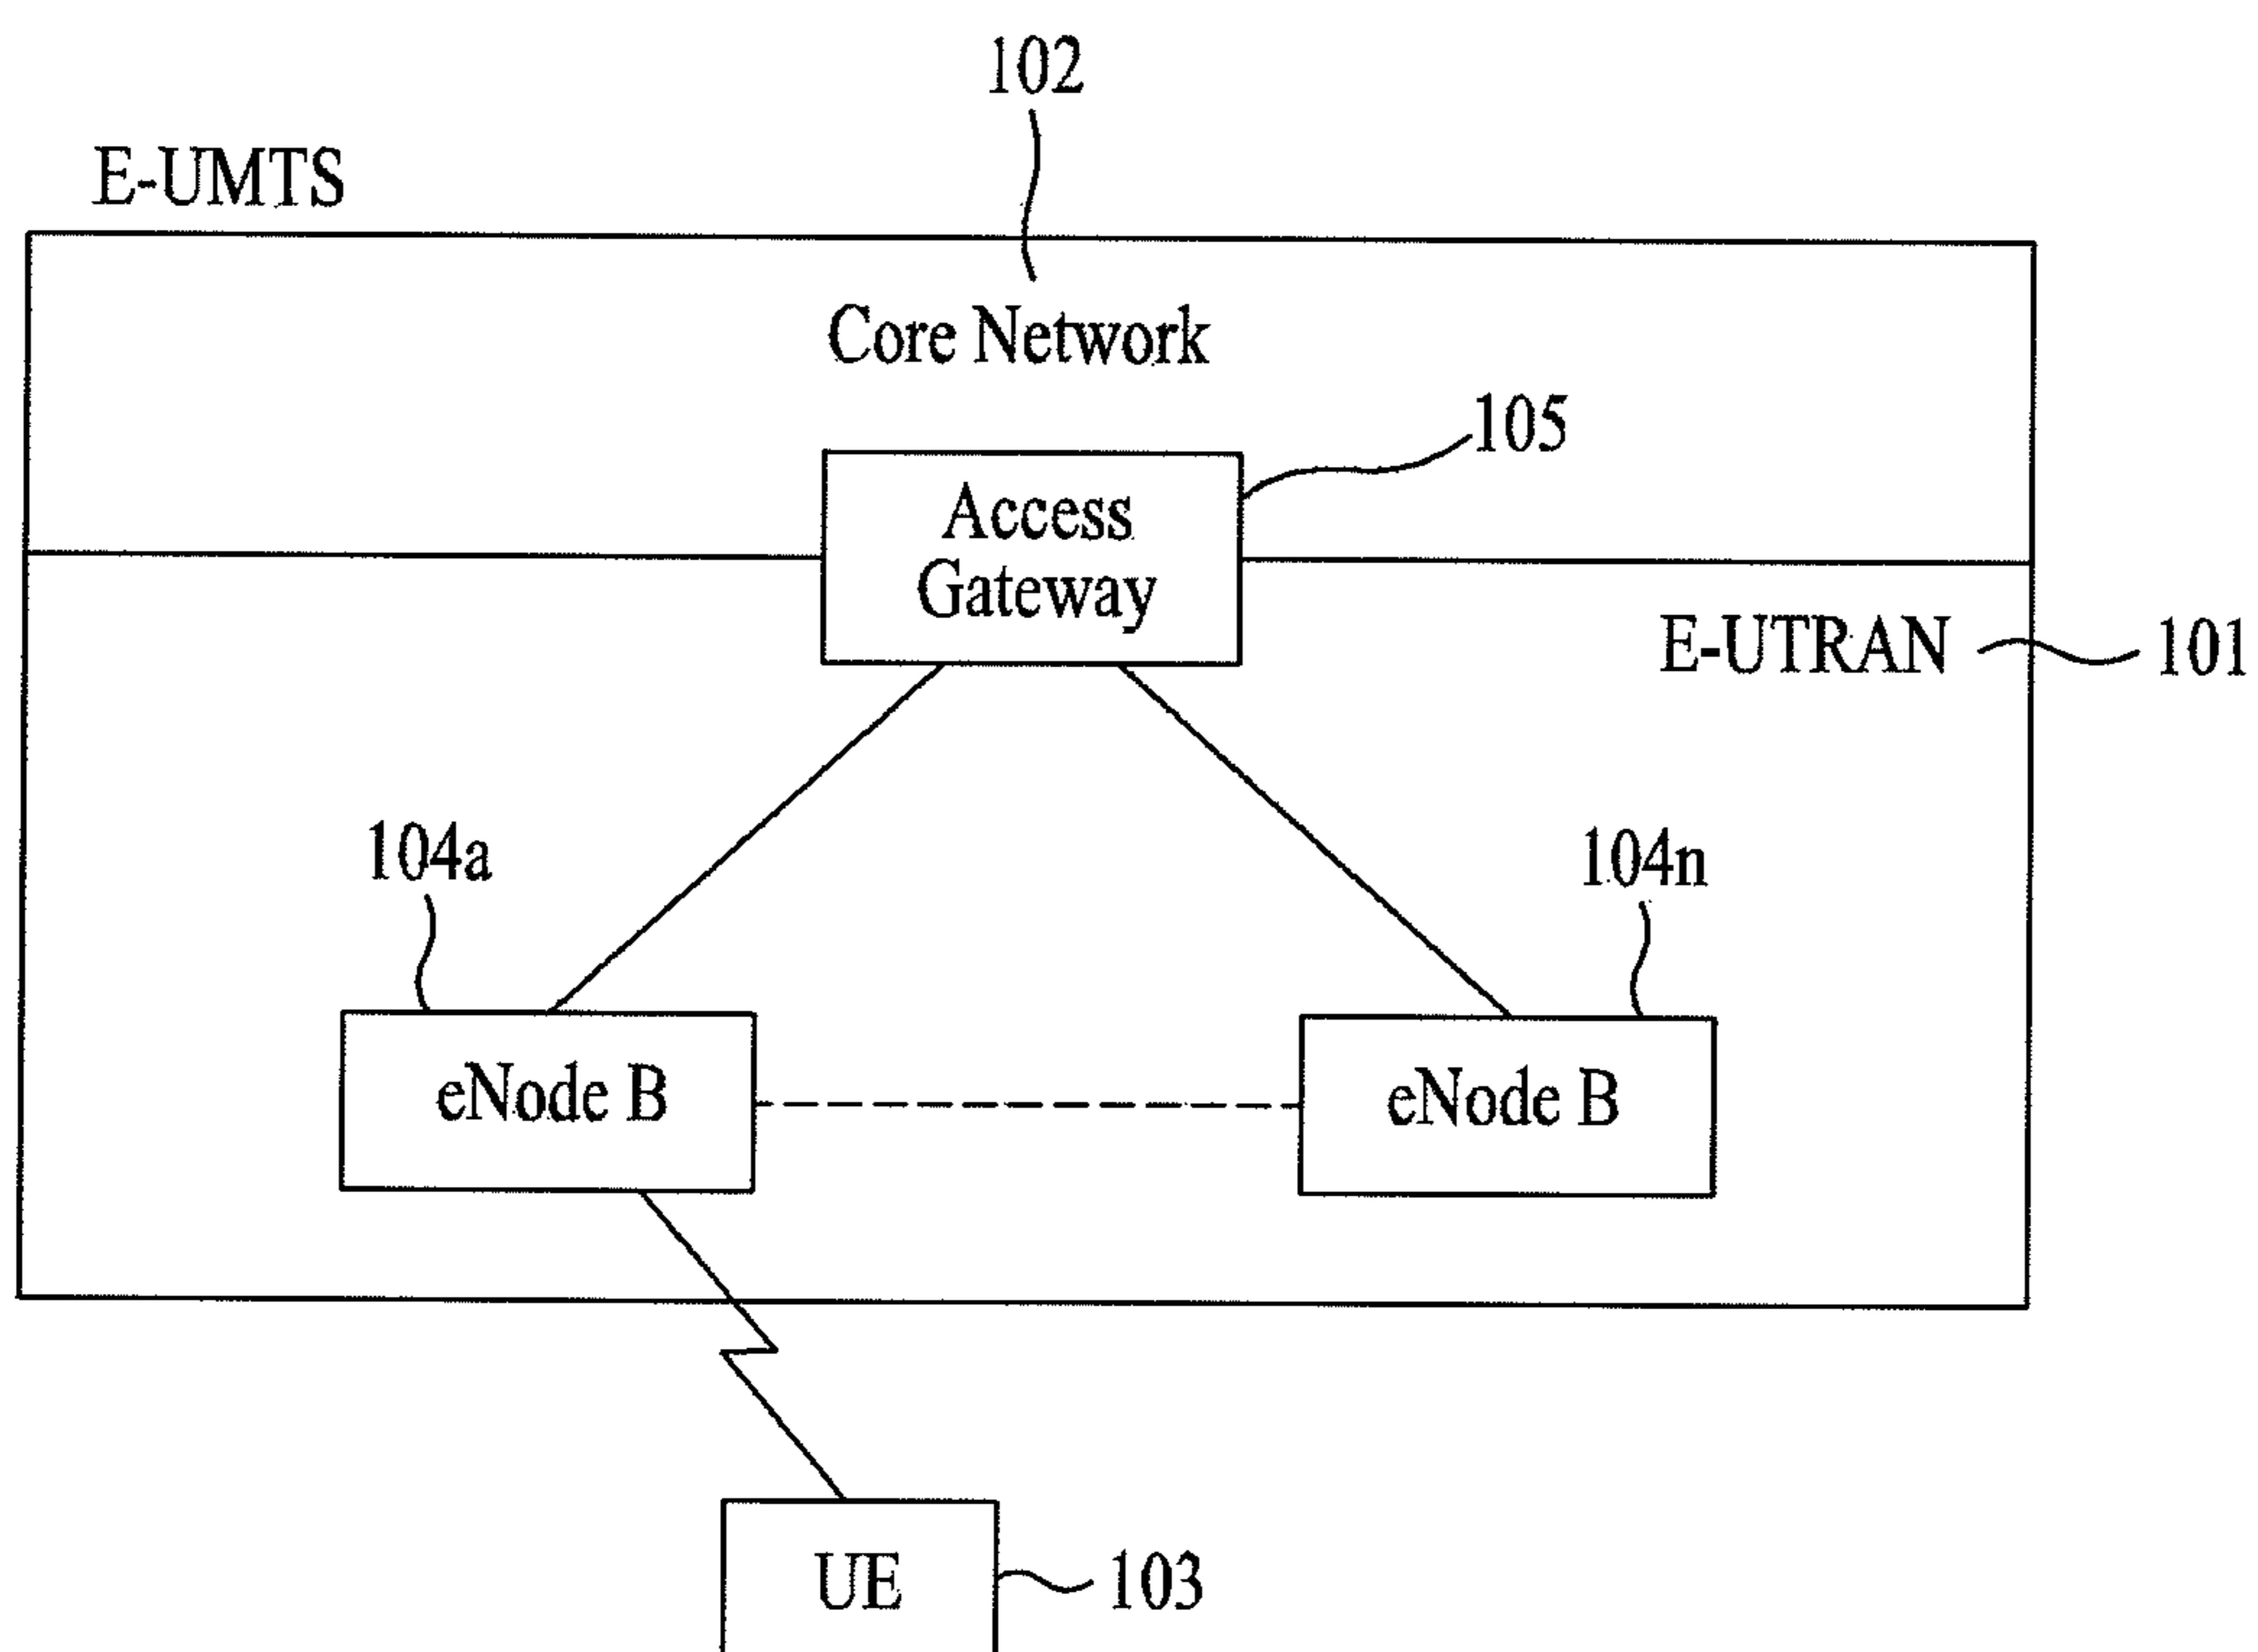 102
E-UMTS
Core Network
105
Access
Gateway
E-UTRAN
101
104a
104n
eNode B
eNode B
UE
103